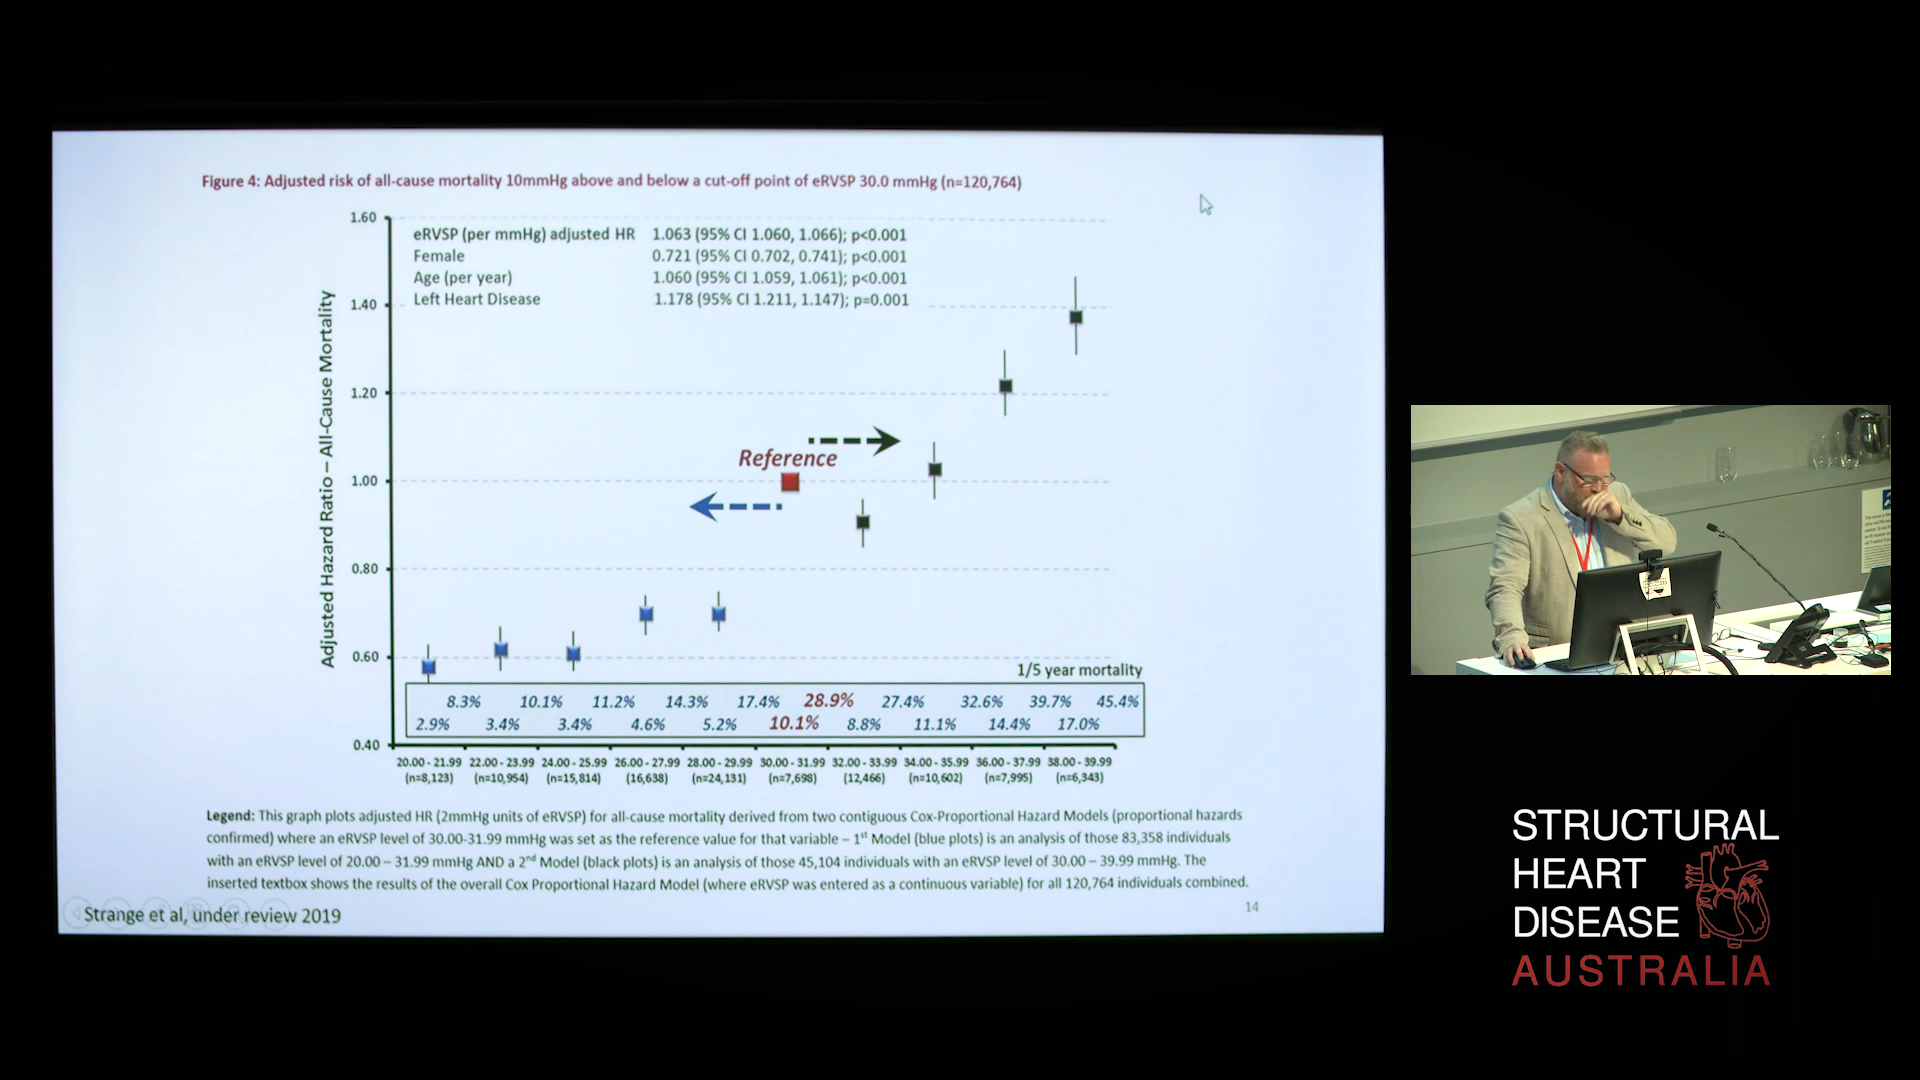 Figure 4: Adjusted risk of all-cause mortality 10mmHg above and below a cut-off point of eRVSP 30.0 mmHg (n=120,764)
Adjusted Hazard Ratio – All-Cause Mortality
1.60
1.40
1.20
1.00
0.80
0.60
0.40
eRVSP (per mmHg) adjusted HR 1.063 (95% CI 1.060, 1.066); p<0.001
Female 0.721 (95% CI 0.702, 0.741); p<0.001
Age (per year) 1.060 (95% CI 1.059, 1.061); p<0.001
Left Heart Disease 1.178 (95% CI 1.211, 1.147); p=0.001
Reference
1/5 year mortality
8.3% 10.1% 11.2% 14.3% 17.4% 28.9% 27.4% 32.6% 39.7% 45.4%
2.9% 3.4% 3.4% 4.6% 5.2% 10.1% 8.8% 11.1% 14.4% 17.0%
20.00 - 21.99 22.00 - 23.99 24.00 - 25.99 26.00 - 27.99 28.00 - 29.99 30.00 - 31.99 32.00 - 33.99 34.00 - 35.99 36.00 - 37.99 38.00 - 39.99
(n=8,123) (n=10,954) (n=15,814) (16,638) (n=24,131) (n=7,698) (12,466) (n=10,602) (n=7,995) (n=6,343)
Legend: This graph plots adjusted HR (2mmHg units of eRVSP) for all-cause mortality derived from two contiguous Cox-Proportional Hazard Models (proportional hazards
confirmed) where an eRVSP level of 30.00-31.99 mmHg was set as the reference value for that variable – 1st Model (blue plots) is an analysis of those 83,358 individuals
with an eRVSP level of 20.00 – 31.99 mmHg AND a 2nd Model (black plots) is an analysis of those 45,104 individuals with an eRVSP level of 30.00 – 39.99 mmHg. The
inserted textbox shows the results of the overall Cox Proportional Hazard Model (where eRVSP was entered as a continuous variable) for all 120,764 individuals combined.
14
Strange et al, under review 2019
STRUCTURAL
HEART
DISEASE
AUSTRALIA